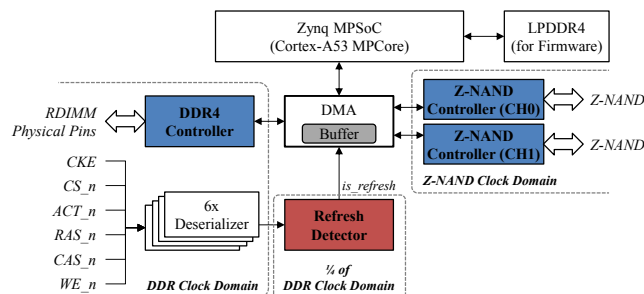 Zynq MPSoC
(Cortex-A53 MPCore)
LPDDR4
(for Firmware)
RDIMM
Physical Pins
DDR4
Controller
DMA
Buffer
Z-NAND
Controller (CH0)
Z-NAND
Z-NAND
Controller (CH1)
Z-NAND
Z-NAND Clock Domain
CKE
CS_n
ACT_n
RAS_n
CAS_n
WE_n
6x
Deserializer
DDR Clock Domain
is_refresh
Refresh
Detector
¼ of
DDR Clock Domain